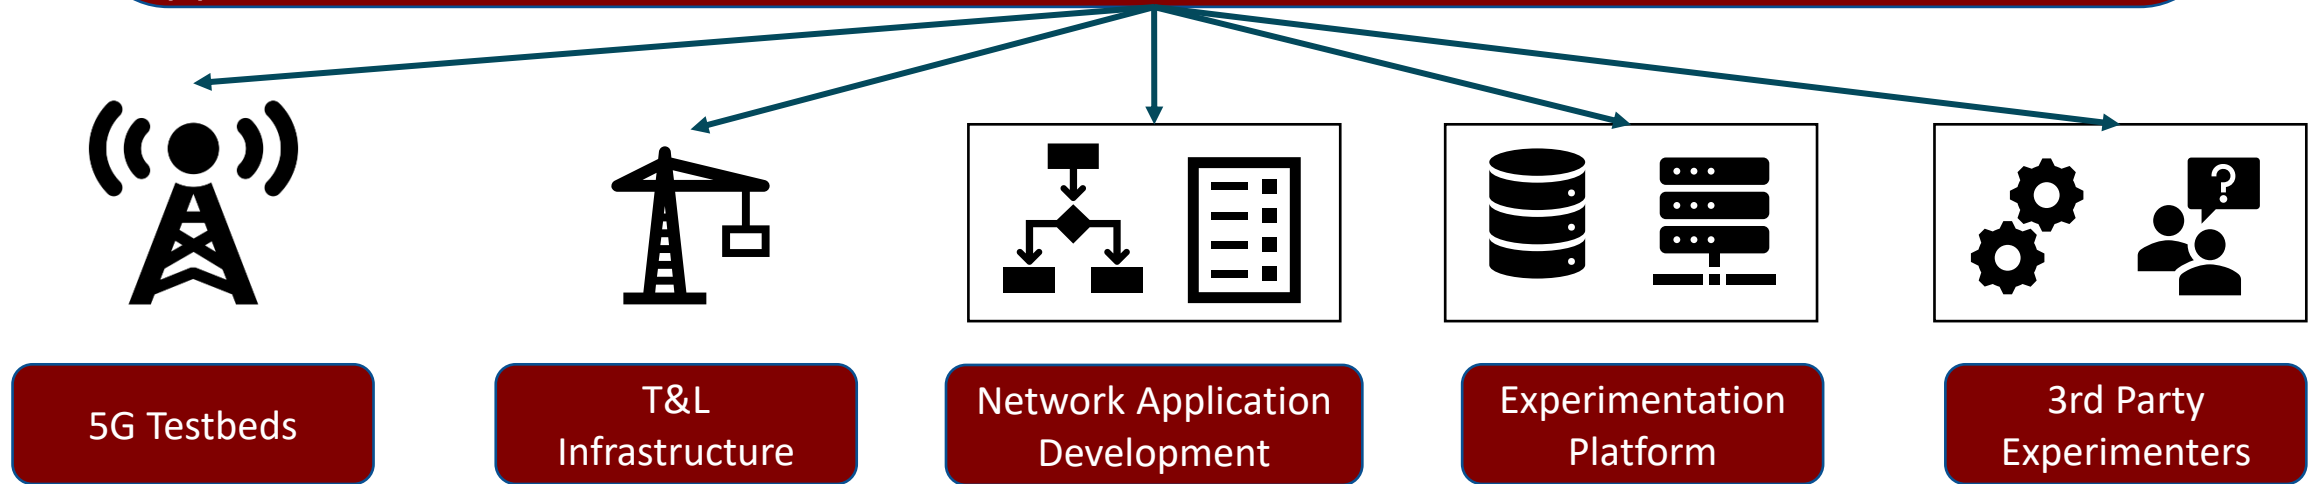 5G Testbeds
T&L
Infrastructure
Network Application
Development
Experimentation
Platform
3rd Party
Experimenters
?